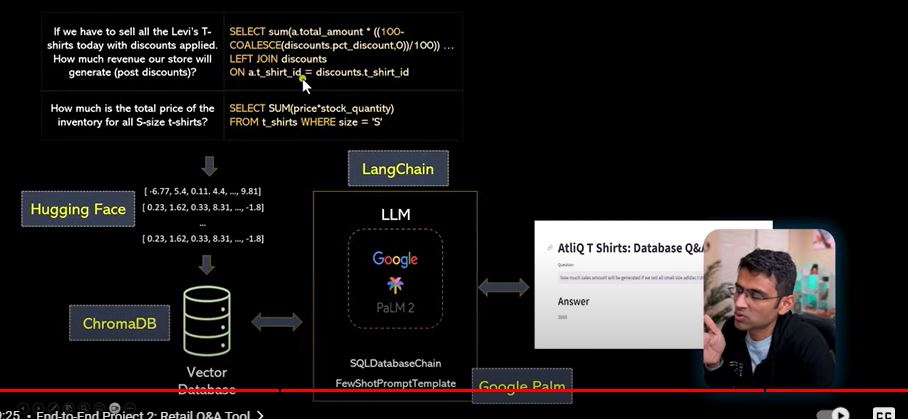 If we have to sell all the Levi's T-
shirts today with discounts applied.
How much revenue our store will
generate (post discounts)?
SELECT sum(a.total_amount * ((100-
COALESCE(discounts.pct_discount,0))/100)) ...
LEFT JOIN discounts
ON a.t_shirt_id = discounts.t_shirt_id
How much is the total price of the
inventory for all S-size t-shirts?
SELECT SUM(price*stock_quantity)
FROM t_shirts WHERE size = 'S'
Hugging Face
[ -6.77, 5.4, 0.11. 4.4, ..., 9.81]
[ 0.23, 1.62, 0.33, 8.31, ..., -1.8]
...
[ 0.23, 1.62, 0.33, 8.31, ..., -1.8]
ChromaDB
Vector
Database
LangChain
LLM
Google
PaLM 2
SQLDatabaseChain
FewShotPromptTemplate
AtliQ T Shirts: Database Q&A
Question:
how much sales amount will be generated if we sell all small size adidas t
Answer
Google Palm
:25 • End-to-End Project 2: Retail Q&A Tool >
CC